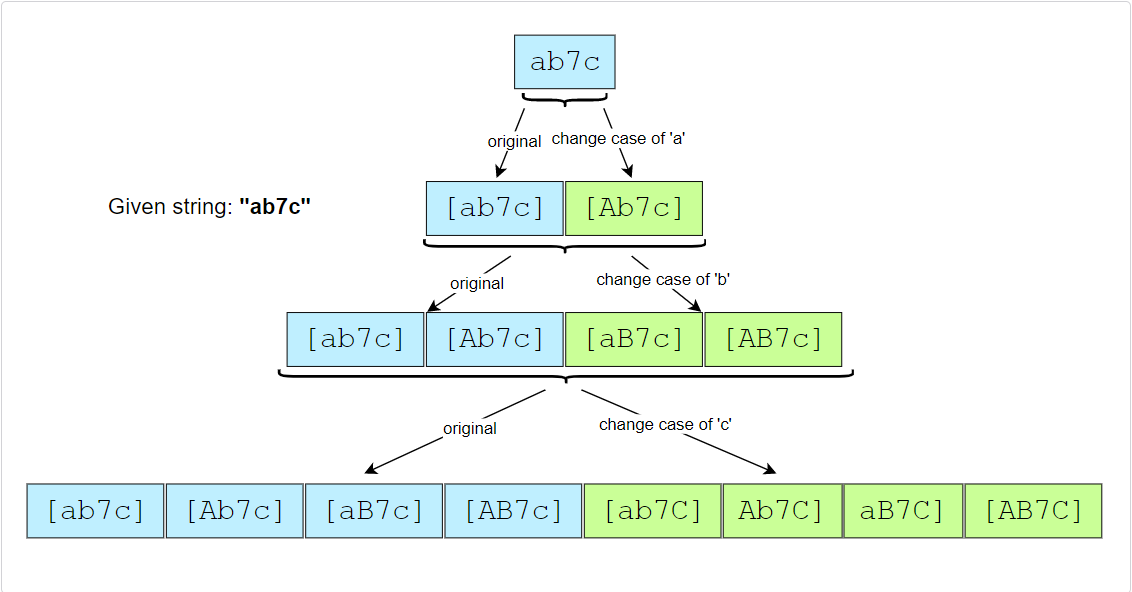 ab7c
original change case of 'a'
Given string: "ab7c"
[ab7c] [Ab7c]
original change case of 'b'
[ab7c] [Ab7c] [aB7c] [AB7c]
original change case of 'c'
[ab7c] [Ab7c] [aB7c] [AB7c] [ab7C] Ab7C] aB7C] [AB7C]